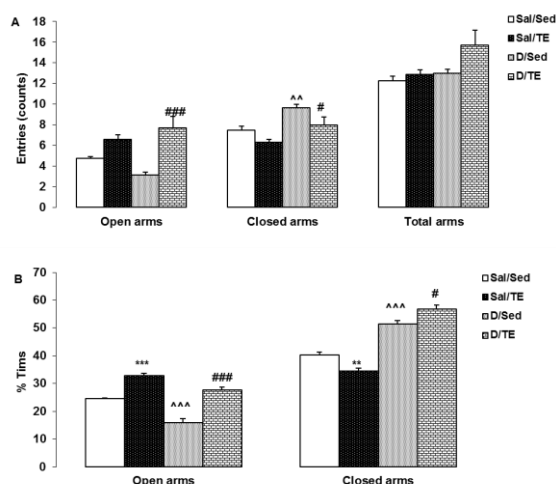 A
18
16
14
12
10
8
6
4
2
0
Entries (counts)
###
^^
#
Open arms
Closed arms
Total arms
Sal/Sed
Sal/TE
D/Sed
D/TE
B
70
60
50
40
30
20
10
0
% Tims
***
^^^
###
**
^^^
#
Open arms
Closed arms
Sal/Sed
Sal/TE
D/Sed
D/TE